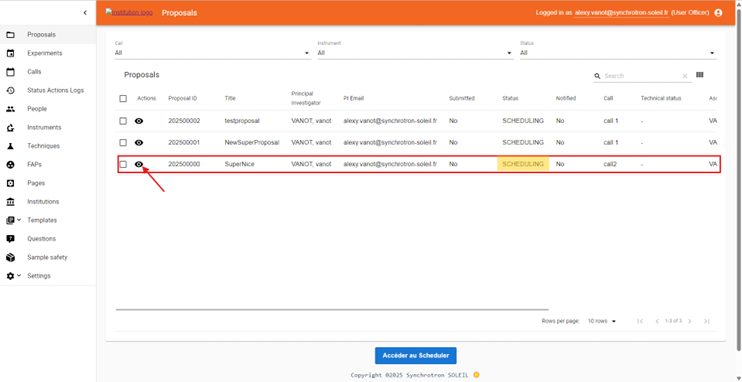 Institution logo
Proposals
Logged in as alexy.vanot@synchrotron-soleil.fr (User Officer)
Proposals
Experiments
Calls
Status Actions Logs
People
Instruments
Techniques
FAPs
Pages
Institutions
Templates
Questions
Sample safety
Settings
Call Instrument Status
All All All
Proposals
Search
Actions Proposal ID Title Principal Investigator PI Email Submitted Status Notified Call Technical status Ass
202500002 testproposal VANOT, vanot alexy.vanot@synchrotron-soleil.fr No SCHEDULING No call 1 - VA
202500001 NewSuperProposal VANOT, vanot alexy.vanot@synchrotron-soleil.fr No SCHEDULING No call 1 - VA
202500000 SuperNice VANOT, vanot alexy.vanot@synchrotron-soleil.fr No SCHEDULING No call2 - VA
Rows per page: 10 rows 1-3 of 3
Accéder au Scheduler
Copyright ©2025 Synchrotron SOLEIL